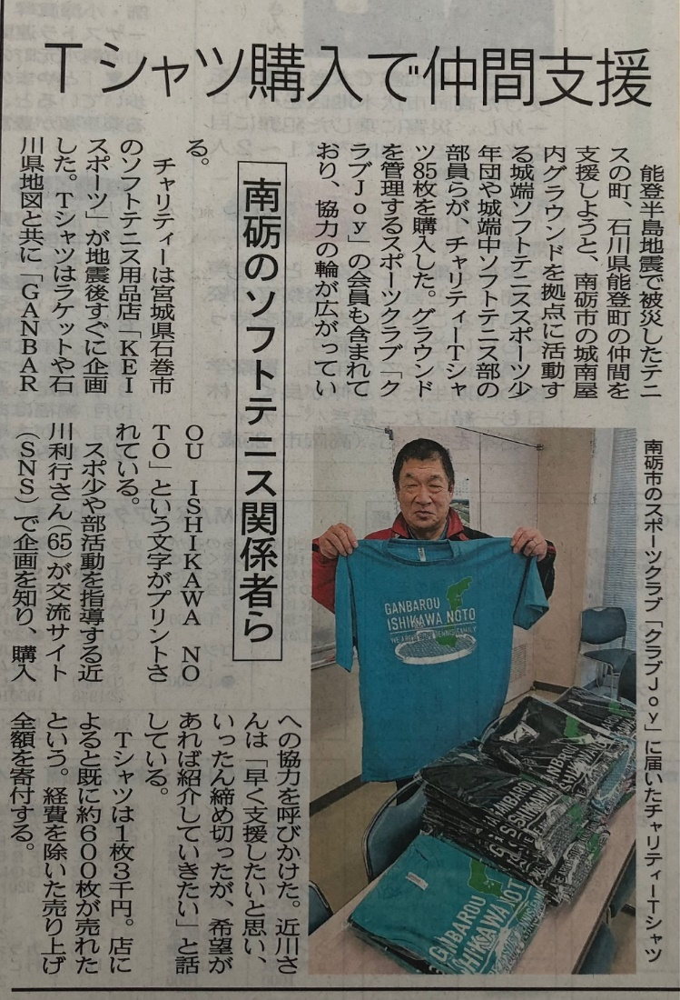 Tシャツ購入で仲間支援
南砺のソフトテニス関係者ら
能登半島地震で被災したテニ
スの町、石川県能登町の仲間を
支援しようと、南砺市の城南屋
内グラウンドを拠点に活動す
る城端ソフトテニススポーツ少
年団や城端中ソフトテニス部の
部員らが、チャリティーTシャ
ツ85枚を購入した。グラウンド
を管理するスポーツクラブ「ク
ラブJoy」の会員も含まれて
おり、協力の輪が広がってい
る。
チャリティーは宮城県石巻市
のソフトテニス用品店「KEI
スポーツ」が地震後すぐに企画
した。Tシャツはラケットや石
川県地図と共に「GANBAR
OU ISHIKAWA NO
TO」という文字がプリントさ
れている。
スポ少や部活動を指導する近
川利行さん(65)が交流サイト
(SNS)で企画を知り、購入
への協力を呼びかけた。近川さ
んは「早く支援したいと思い、
いったん締め切ったが、希望が
あれば紹介していきたい」と話
している。
Tシャツは1枚3千円。店に
よると既に約600枚が売れた
という。経費を除いた売り上げ
全額を寄付する。
南砺市のスポーツクラブ「クラブJoy」に届いたチャリティーTシャツ
GANBAROU
ISHIKAWA NOTO
WE ARE SOFT TENNIS FAMILY
GANBAROU
ISHIKAWA NOTO